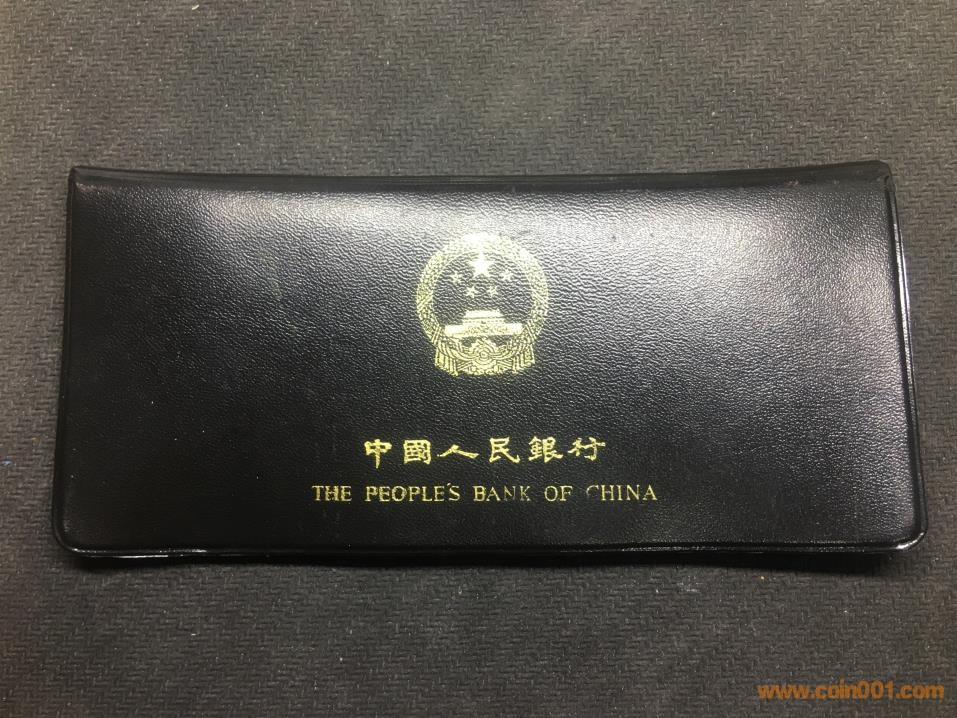 中國人民銀行
THE PEOPLE'S BANK OF CHINA
www.coin001.com